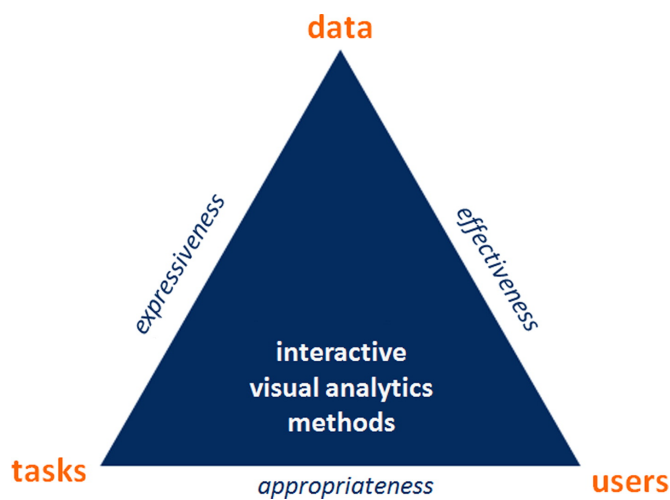 data
expressiveness
effectiveness
interactive
visual analytics
methods
tasks
users
appropriateness